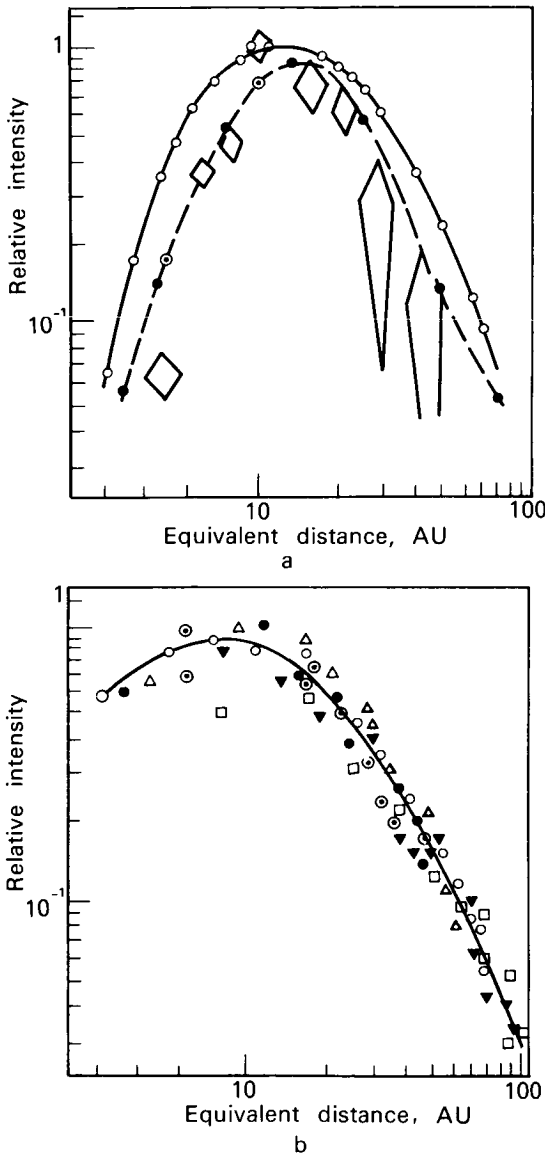 1
Relative intensity
10⁻¹
10
100
Equivalent distance, AU
a
1
Relative intensity
10⁻¹
10
100
Equivalent distance, AU
b